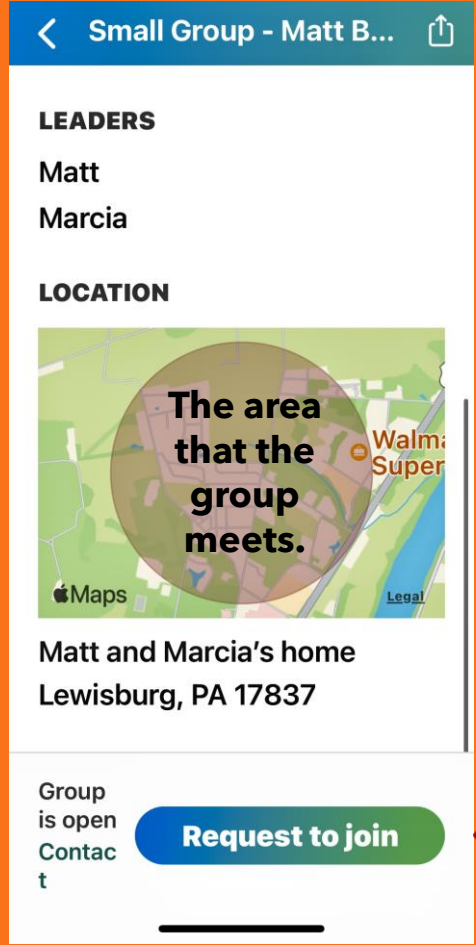 Small Group - Matt B...
LEADERS
Matt
Marcia
LOCATION
The area
that the
group
meets.
Walma
Super
Maps
Legal
Matt and Marcia's home
Lewisburg, PA 17837
Group
is open
Contac
t
Request to join